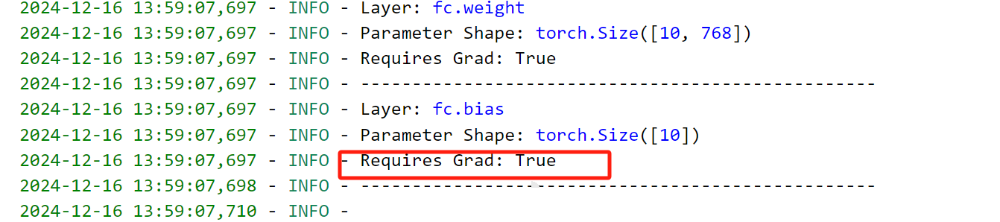 2024-12-16 13:59:07,697 - INFO - Layer: fc.weight
2024-12-16 13:59:07,697 - INFO - Parameter Shape: torch.Size([10, 768])
2024-12-16 13:59:07,697 - INFO - Requires Grad: True
2024-12-16 13:59:07,697 - INFO - --------------------------------------------------
2024-12-16 13:59:07,697 - INFO - Layer: fc.bias
2024-12-16 13:59:07,697 - INFO - Parameter Shape: torch.Size([10])
2024-12-16 13:59:07,697 - INFO - Requires Grad: True
2024-12-16 13:59:07,698 - INFO - --------------------------------------------------
2024-12-16 13:59:07,710 - INFO -